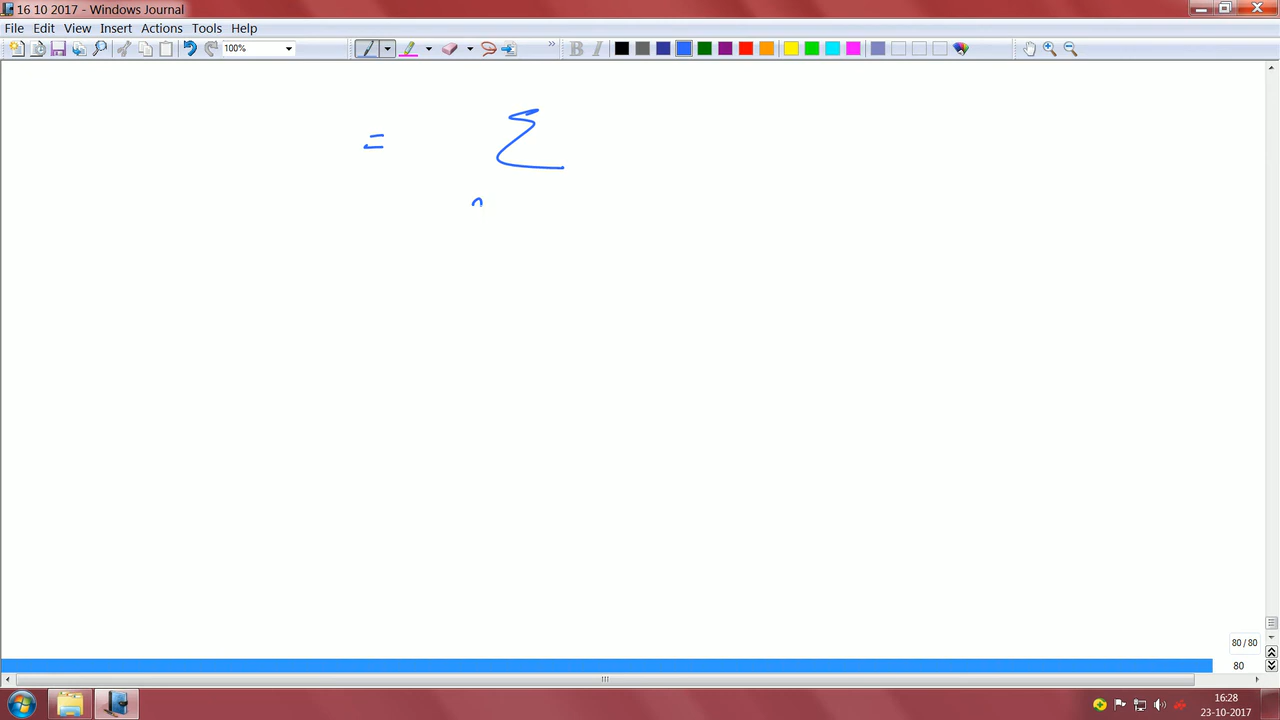 16 10 2017 - Windows Journal
File Edit View Insert Actions Tools Help
100%
B I
= Σ
80 / 80
80
16:28
23-10-2017